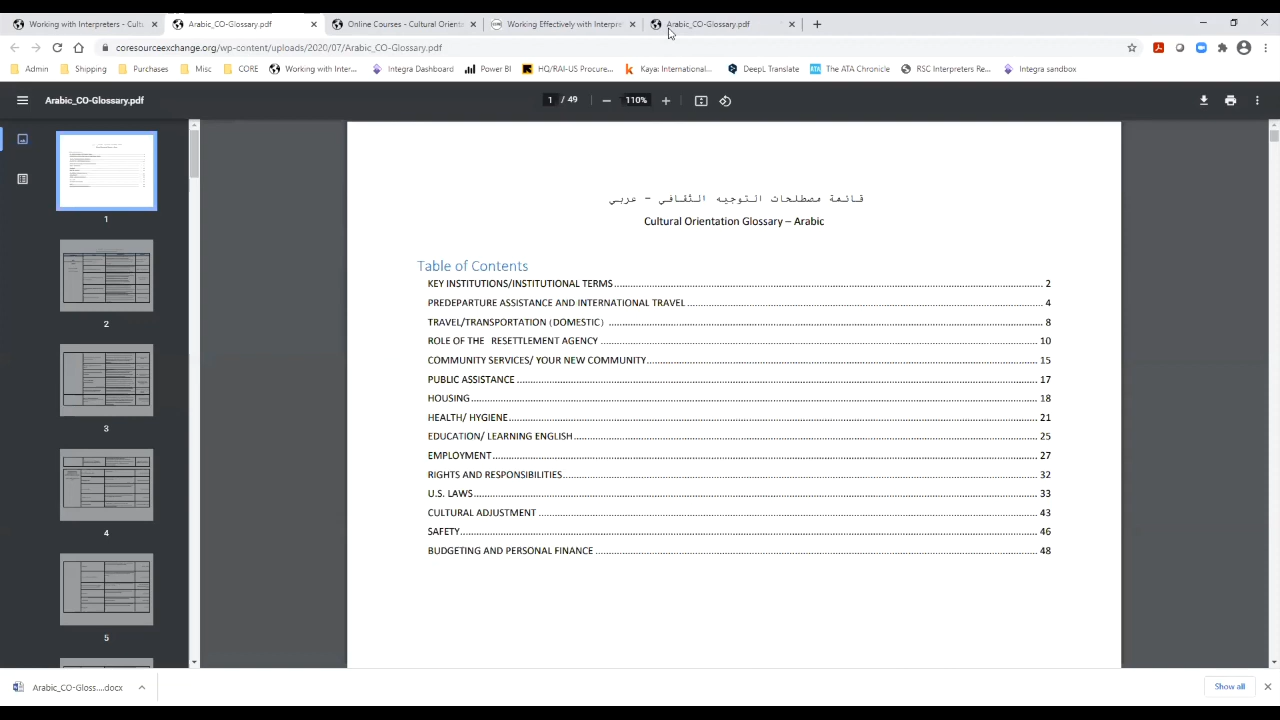 Working with Interpreters - Cultu
Arabic_CO-Glossary.pdf
Online Courses - Cultural Orienta
Working Effectively with Interpre
Arabic_CO-Glossary.pdf
coresourceexchange.org/wp-content/uploads/2020/07/Arabic_CO-Glossary.pdf
Admin Shipping Purchases Misc CORE Working with Inter... Integra Dashboard Power BI HQ/RAI-US Procure... Kaya: International... DeepL Translate The ATA Chronicle RSC Interpreters Re... Integra sandbox
Arabic_CO-Glossary.pdf 1 / 49 110%
قائمة مصطلحات التوجيه الثقافي – عربي
Cultural Orientation Glossary – Arabic
Table of Contents
KEY INSTITUTIONS/INSTITUTIONAL TERMS 2
PREDEPARTURE ASSISTANCE AND INTERNATIONAL TRAVEL 4
TRAVEL/TRANSPORTATION (DOMESTIC) 8
ROLE OF THE RESETTLEMENT AGENCY 10
COMMUNITY SERVICES/ YOUR NEW COMMUNITY 15
PUBLIC ASSISTANCE 17
HOUSING 18
HEALTH/ HYGIENE 21
EDUCATION/ LEARNING ENGLISH 25
EMPLOYMENT 27
RIGHTS AND RESPONSIBILITIES 32
U.S. LAWS 33
CULTURAL ADJUSTMENT 43
SAFETY 46
BUDGETING AND PERSONAL FINANCE 48
1
2
3
4
5
Arabic_CO-Gloss....docx
Show all